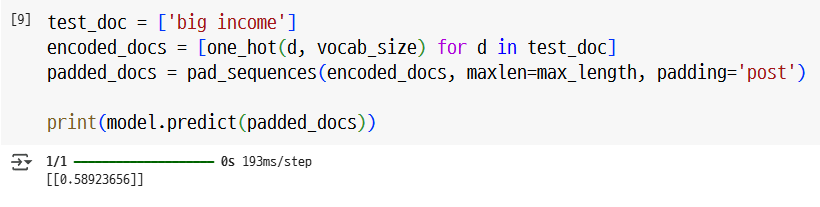 [9] test_doc = ['big income']
encoded_docs = [one_hot(d, vocab_size) for d in test_doc]
padded_docs = pad_sequences(encoded_docs, maxlen=max_length, padding='post')
print(model.predict(padded_docs))
1/1 0s 193ms/step
[[0.58923656]]